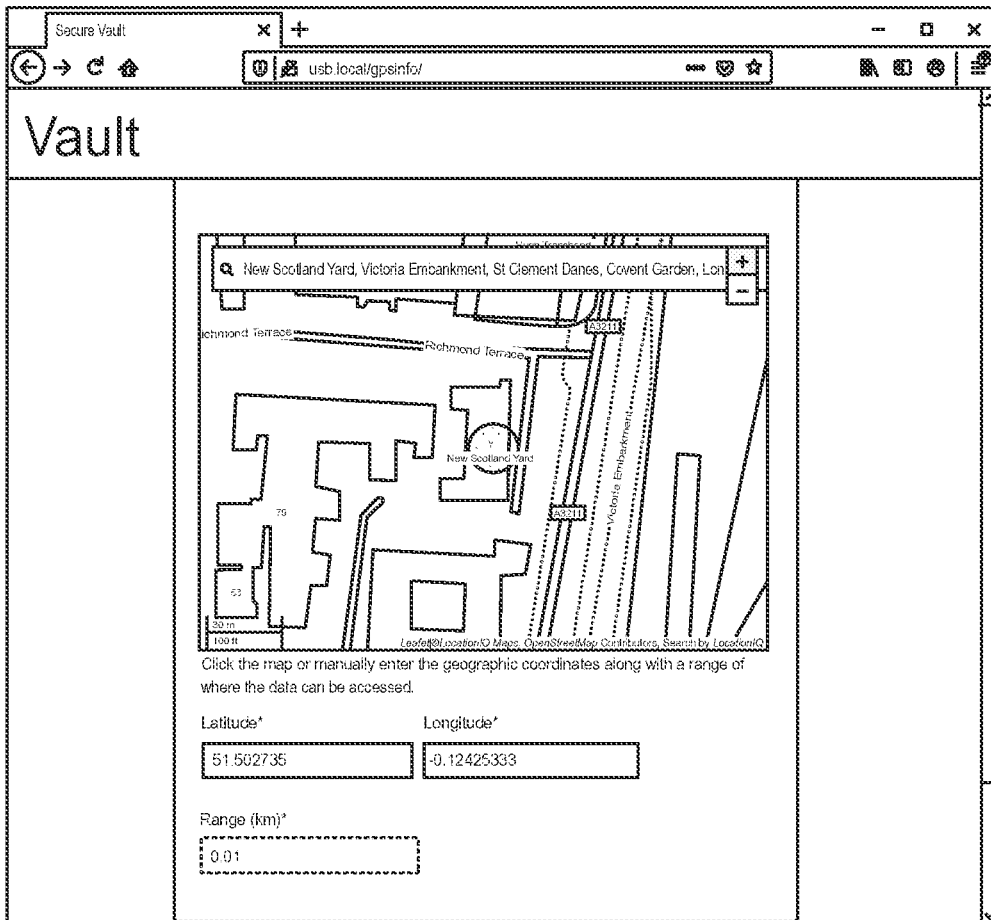 Secure Vault
usb.local/gpsinfo/
Vault
New Scotland Yard, Victoria Embankment, St Clement Danes, Covent Garden, Lon
+
−
A3211
ichmond Terrace
Richmond Terrace
New Scotland Yard
Victoria Embankment
79
A3211
53
30 m
100 ft
Leaflet|©LocationIQ Maps, OpenStreetMap Contributors, Search by LocationIQ
Click the map or manually enter the geographic coordinates along with a range of
where the data can be accessed.
Latitude* Longitude*
51.502735 -0.12425333
Range (km)*
0.01